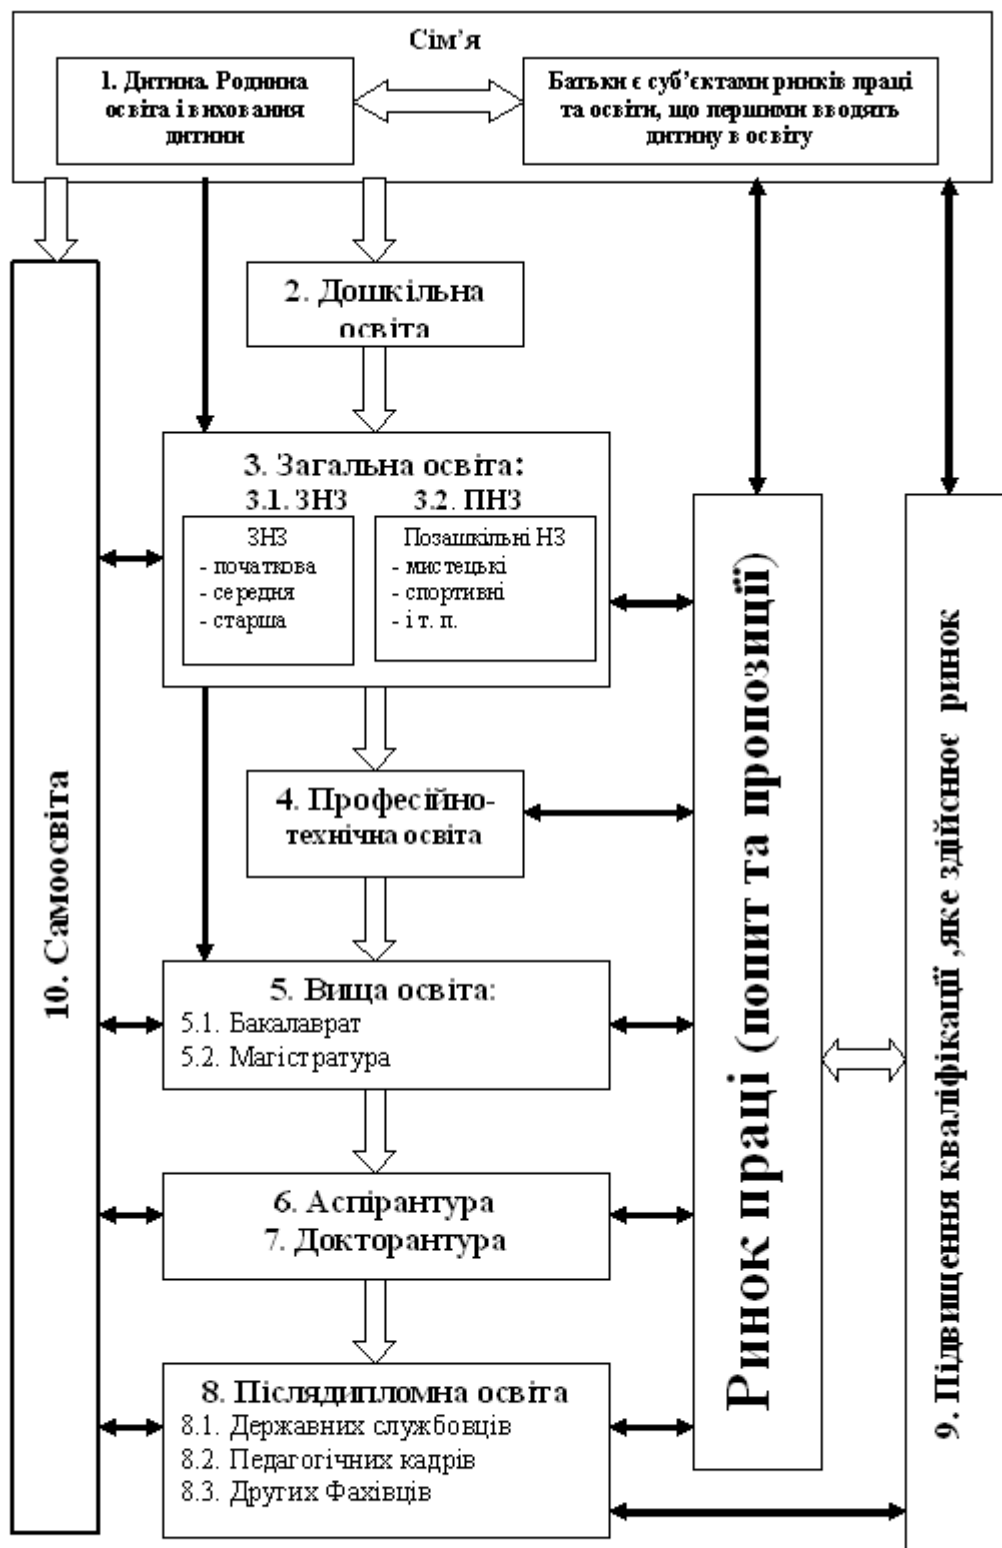 Сім’я
1. Дитина. Родинна
освіта і виховання
дитини
Батьки є суб’єктами ринків праці
та освіти, що першими вводять
дитину в освіту
2. Дошкільна
освіта
3. Загальна освіта:
3.1. ЗНЗ
3.2. ПНЗ
ЗНЗ
- початкова
- середня
- старша
Позашкільні НЗ
- мистецькі
- спортивні
- і т. п.
4. Професійно-
технічна освіта
5. Вища освіта:
5.1. Бакалаврат
5.2. Магістратура
6. Аспірантура
7. Докторантура
8. Післядипломна освіта
8.1. Державних службовців
8.2. Педагогічних кадрів
8.3. Других Фахівців
10. Самоосвіта
Ринок праці (попит та пропозиції)
9. Підвищення кваліфікації ,яке здійснює ринок